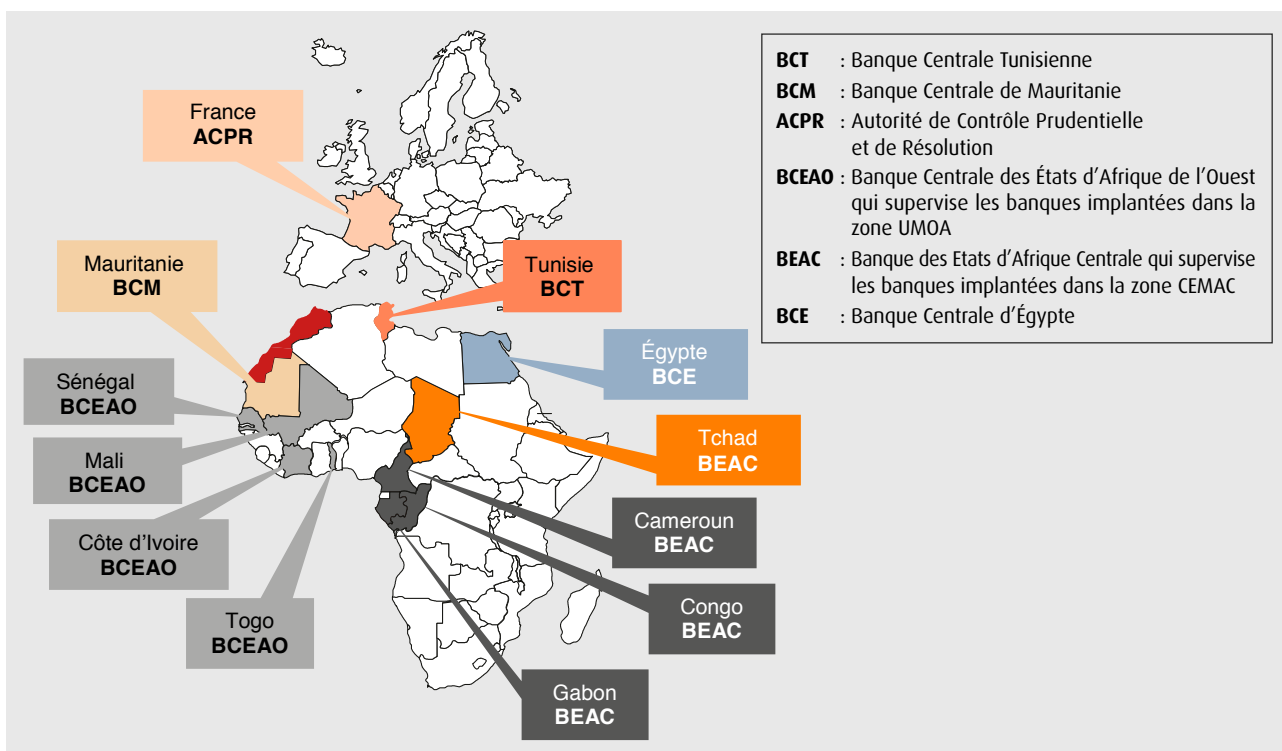 France
ACPR
Mauritanie
BCM
Tunisie
BCT
Sénégal
BCEAO
Égypte
BCE
Mali
BCEAO
Tchad
BEAC
Côte d'Ivoire
BCEAO
Cameroun
BEAC
Togo
BCEAO
Congo
BEAC
Gabon
BEAC
BCT : Banque Centrale Tunisienne
BCM : Banque Centrale de Mauritanie
ACPR : Autorité de Contrôle Prudentielle
et de Résolution
BCEAO : Banque Centrale des États d'Afrique de l'Ouest
qui supervise les banques implantées dans la
zone UMOA
BEAC : Banque des Etats d'Afrique Centrale qui supervise
les banques implantées dans la zone CEMAC
BCE : Banque Centrale d'Égypte